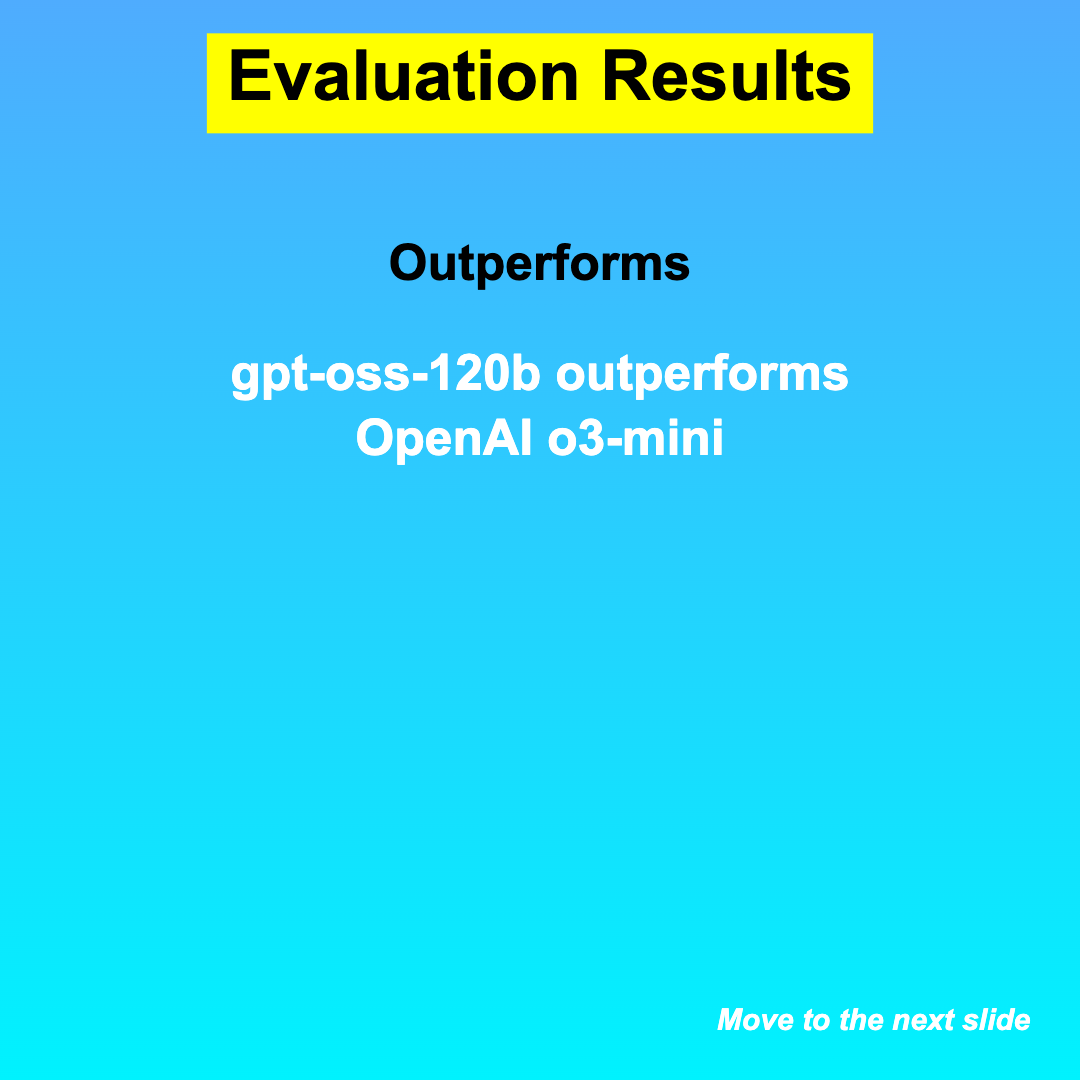 Evaluation Results
Outperforms
gpt-oss-120b outperforms
OpenAI o3-mini
Move to the next slide